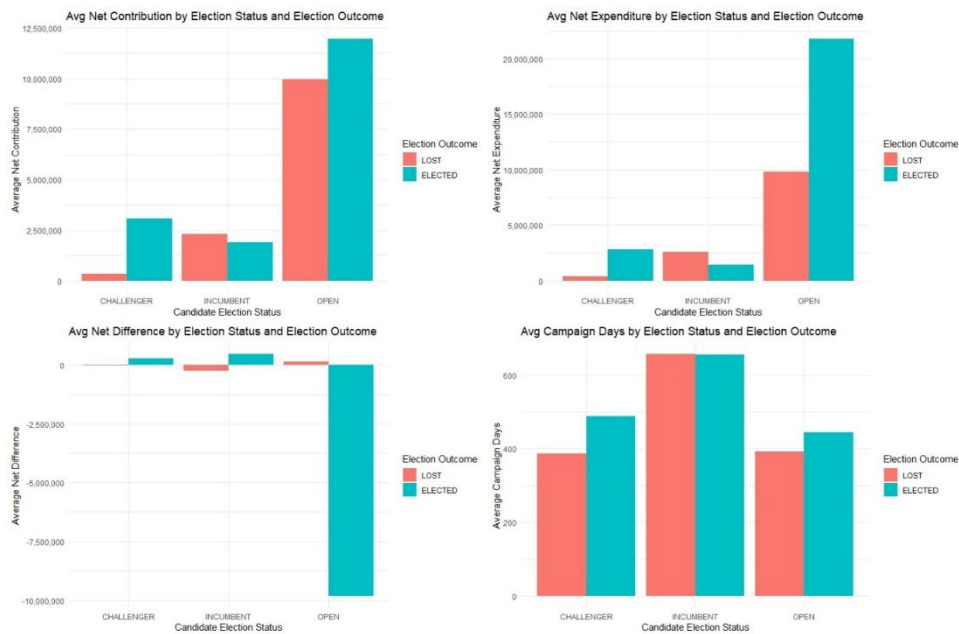 Avg Net Contribution by Election Status and Election Outcome
12,500,000
10,000,000
7,500,000
5,000,000
2,500,000
0
Average Net Contribution
CHALLENGER INCUMBENT OPEN
Candidate Election Status
Election Outcome
LOST
ELECTED
Avg Net Expenditure by Election Status and Election Outcome
20,000,000
15,000,000
10,000,000
5,000,000
0
Average Net Expenditure
CHALLENGER INCUMBENT OPEN
Candidate Election Status
Election Outcome
LOST
ELECTED
Avg Net Difference by Election Status and Election Outcome
0
-2,500,000
-5,000,000
-7,500,000
-10,000,000
Average Net Difference
CHALLENGER INCUMBENT OPEN
Candidate Election Status
Election Outcome
LOST
ELECTED
Avg Campaign Days by Election Status and Election Outcome
600
400
200
0
Average Campaign Days
CHALLENGER INCUMBENT OPEN
Candidate Election Status
Election Outcome
LOST
ELECTED